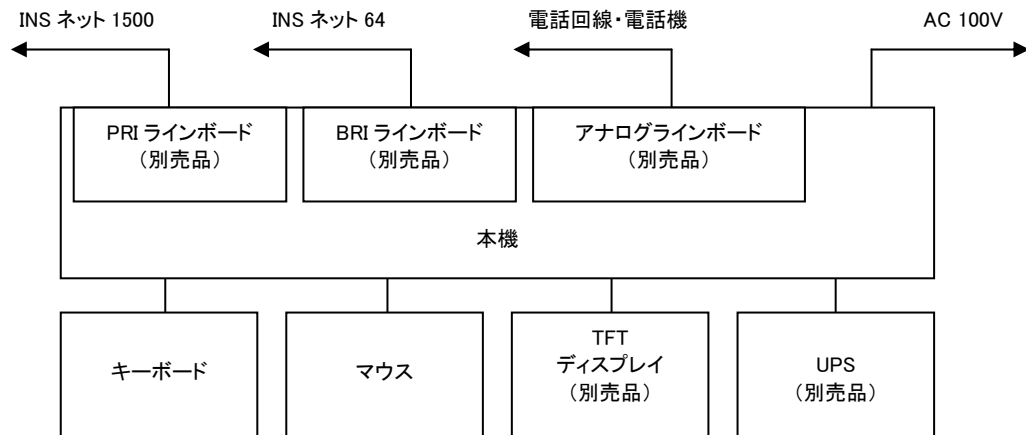 INS ネット 1500
INS ネット 64
電話回線・電話機
AC 100V
PRI ラインボード
（別売品）
BRI ラインボード
（別売品）
アナログラインボード
（別売品）
本機
キーボード
マウス
TFT
ディスプレイ
（別売品）
UPS
（別売品）